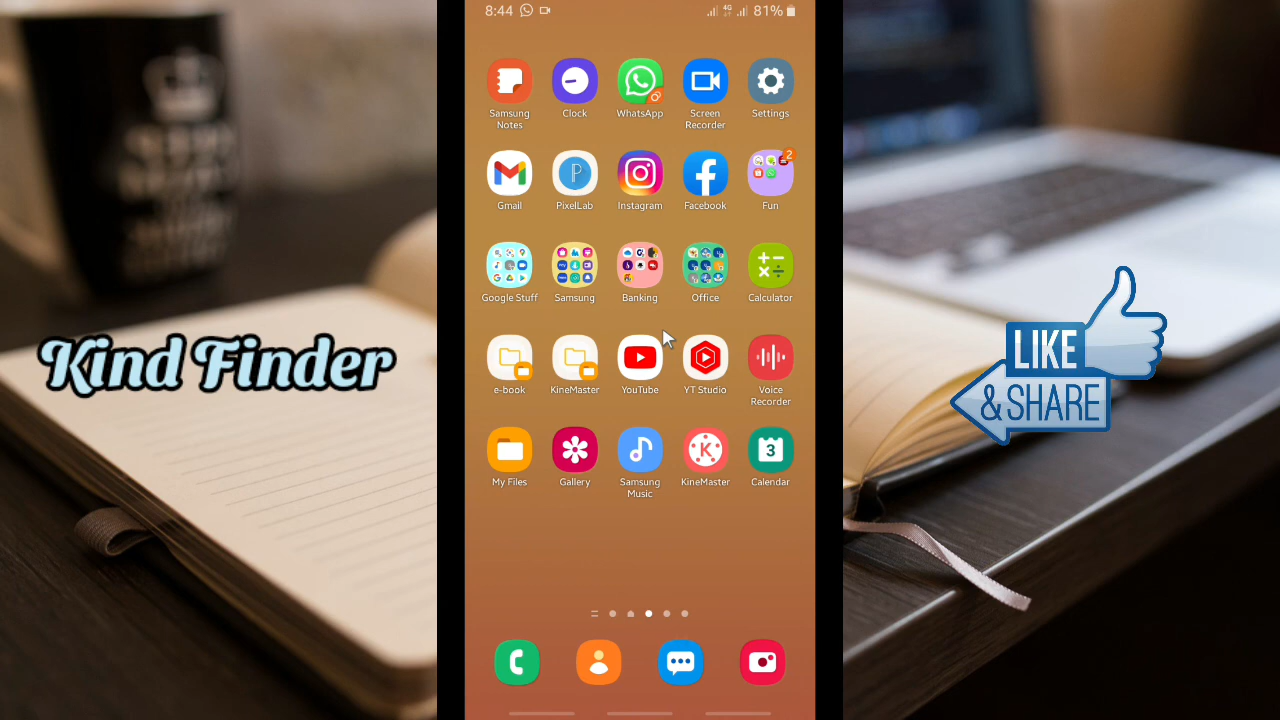 8:44
4G
81%
Samsung
Notes
Clock
WhatsApp
Screen
Recorder
Settings
Gmail
PixelLab
Instagram
Facebook
2
Fun
Google Stuff
Samsung
Banking
Office
Calculator
e-book
KineMaster
YouTube
YT Studio
Voice
Recorder
My Files
Gallery
Samsung
Music
K
KineMaster
3
Calendar
Kind Finder
LIKE
& SHARE